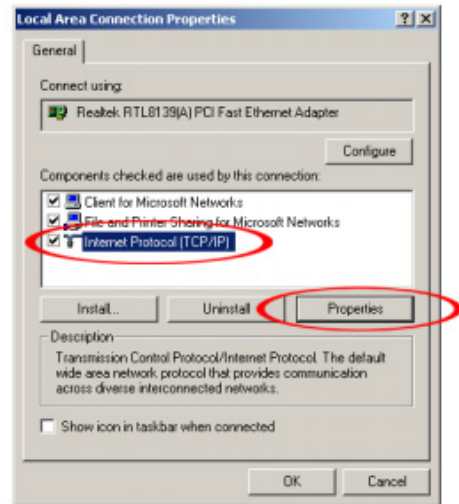 Local Area Connection Properties
General
Connect using:
Realtek RTL8139(A) PCI Fast Ethernet Adapter
Configure
Components checked are used by this connection:
Client for Microsoft Networks
File and Printer Sharing for Microsoft Networks
Internet Protocol (TCP/IP)
Install... Uninstall Properties
Description
Transmission Control Protocol/Internet Protocol. The default
wide area network protocol that provides communication
across diverse interconnected networks.
Show icon in taskbar when connected
OK Cancel